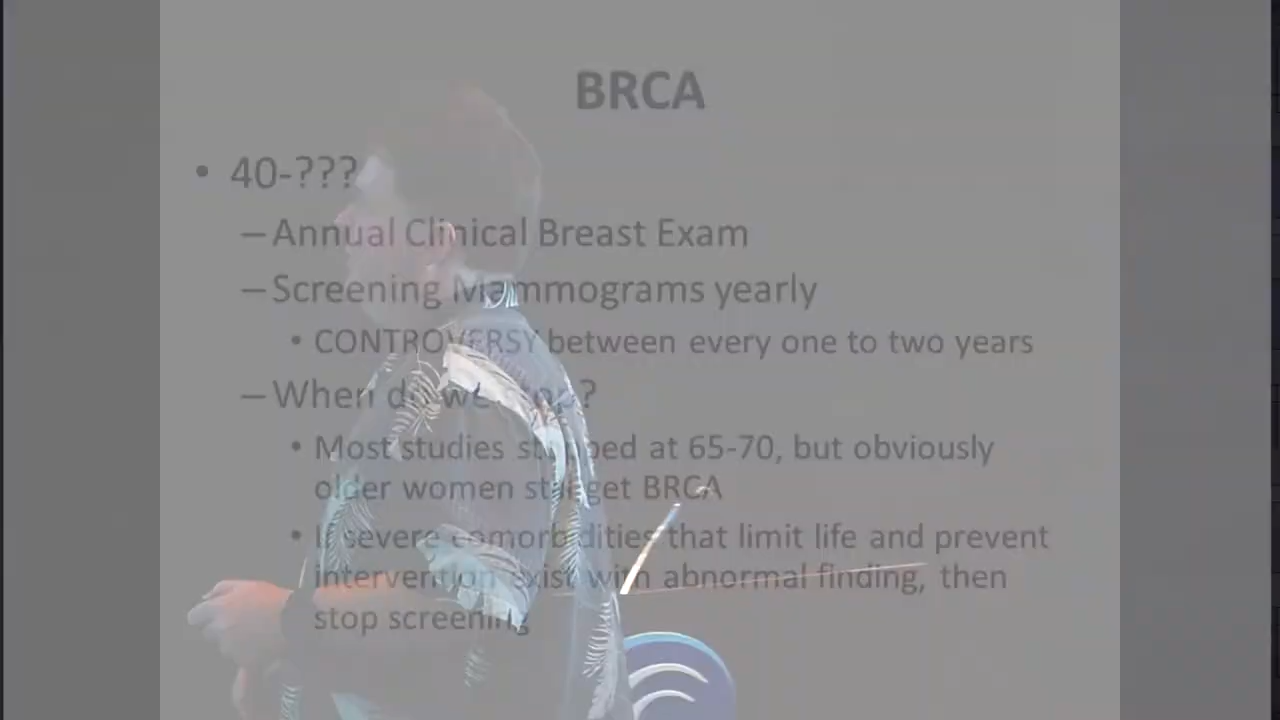 BRCA
• 40-???
– Annual Clinical Breast Exam
– Screening Mammograms yearly
• CONTROVERSY between every one to two years
– When do we stop?
• Most studies stopped at 65-70, but obviously
older women still get BRCA
• If severe comorbidities that limit life and prevent
intervention exist with abnormal finding, then
stop screening